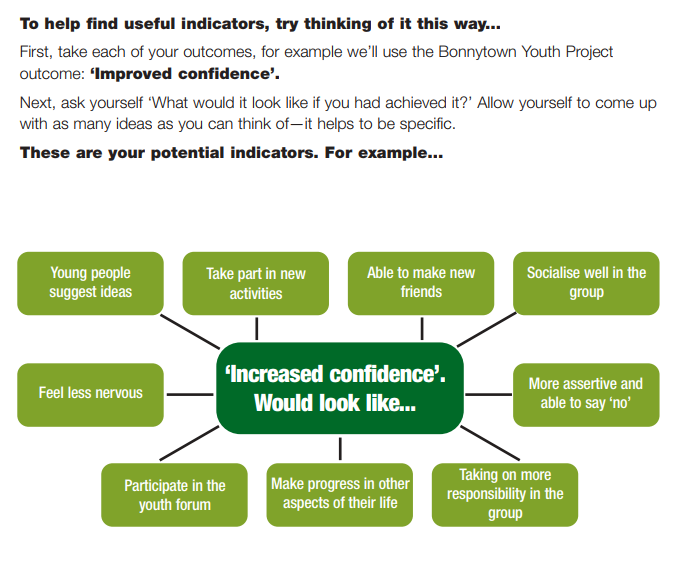 To help find useful indicators, try thinking of it this way...
First, take each of your outcomes, for example we'll use the Bonnytown Youth Project
outcome: ‘Improved confidence’.
Next, ask yourself ‘What would it look like if you had achieved it?’ Allow yourself to come up
with as many ideas as you can think of—it helps to be specific.
These are your potential indicators. For example...
Young people
suggest ideas
Take part in new
activities
Able to make new
friends
Socialise well in the
group
‘Increased confidence’.
Would look like...
Feel less nervous
More assertive and
able to say ‘no’
Participate in the
youth forum
Make progress in other
aspects of their life
Taking on more
responsibility in the
group